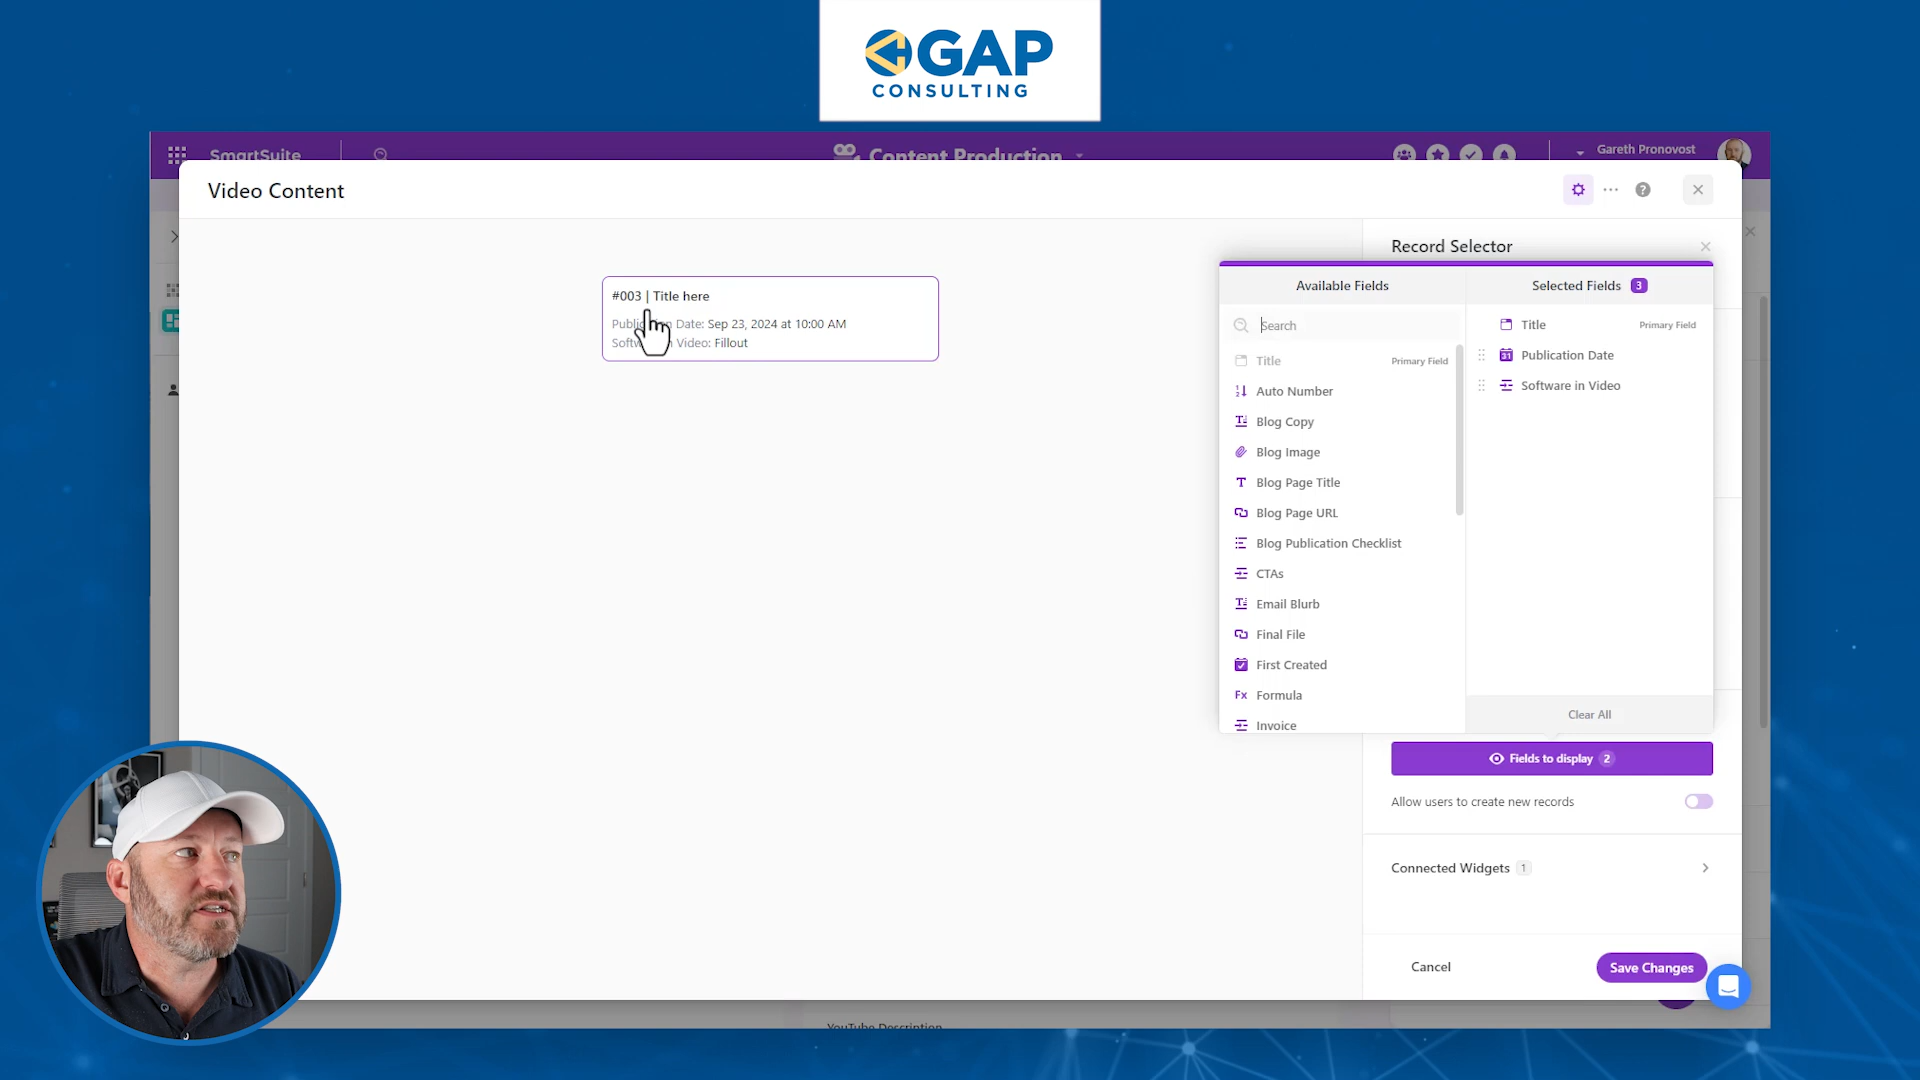 GAP
CONSULTING
SmartSuite
Content Production
Gareth Pronovost
Video Content
Record Selector
Available Fields
Selected Fields 3
Search
Title Primary Field
Auto Number
Blog Copy
Blog Image
Blog Page Title
Blog Page URL
Blog Publication Checklist
CTAs
Email Blurb
Final File
First Created
Formula
Invoice
Title Primary Field
Publication Date
Software in Video
Clear All
#003 | Title here
Date: Sep 23, 2024 at 10:00 AM
Video: Fillout
Fields to display 2
Allow users to create new records
Connected Widgets 1
Cancel
Save Changes
YouTube Description